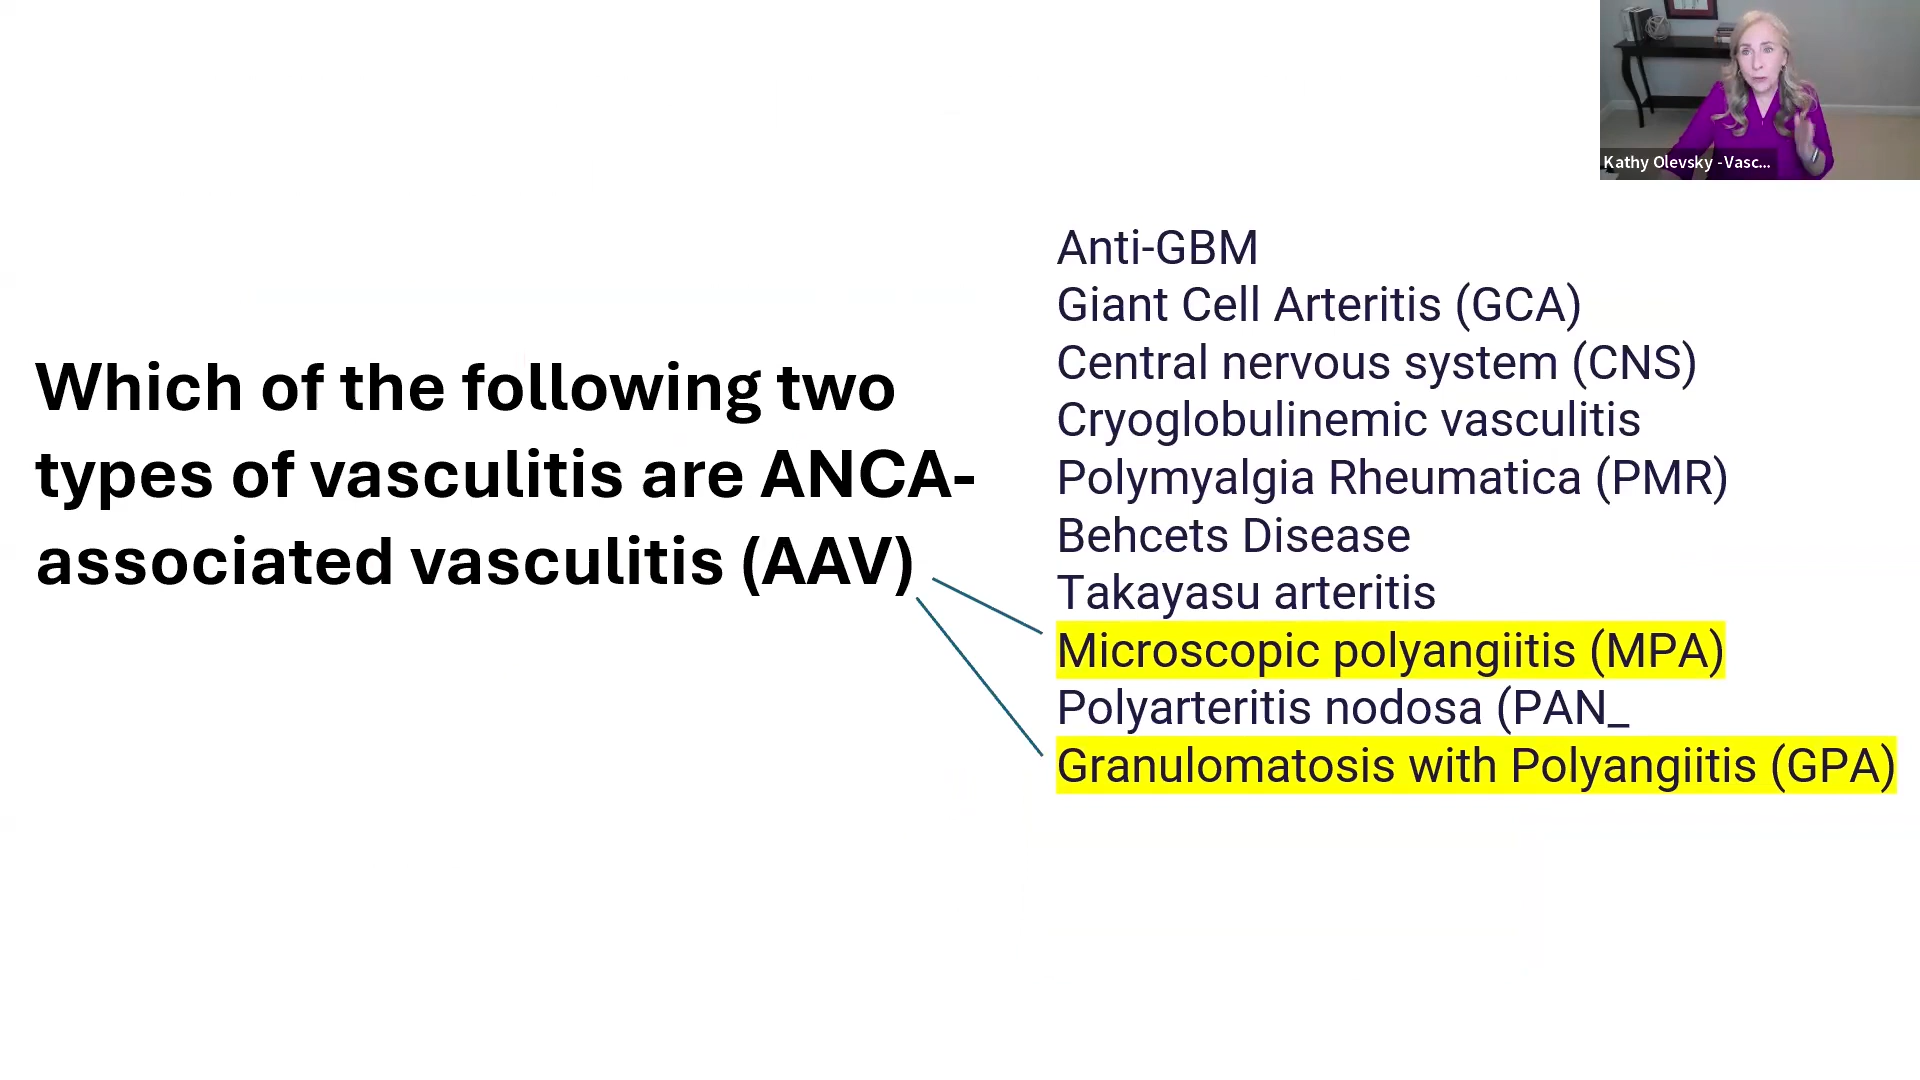 Kathy Olevsky -Vasc...
Which of the following two
types of vasculitis are ANCA-
associated vasculitis (AAV)
Anti-GBM
Giant Cell Arteritis (GCA)
Central nervous system (CNS)
Cryoglobulinemic vasculitis
Polymyalgia Rheumatica (PMR)
Behcets Disease
Takayasu arteritis
Microscopic polyangiitis (MPA)
Polyarteritis nodosa (PAN_
Granulomatosis with Polyangiitis (GPA)